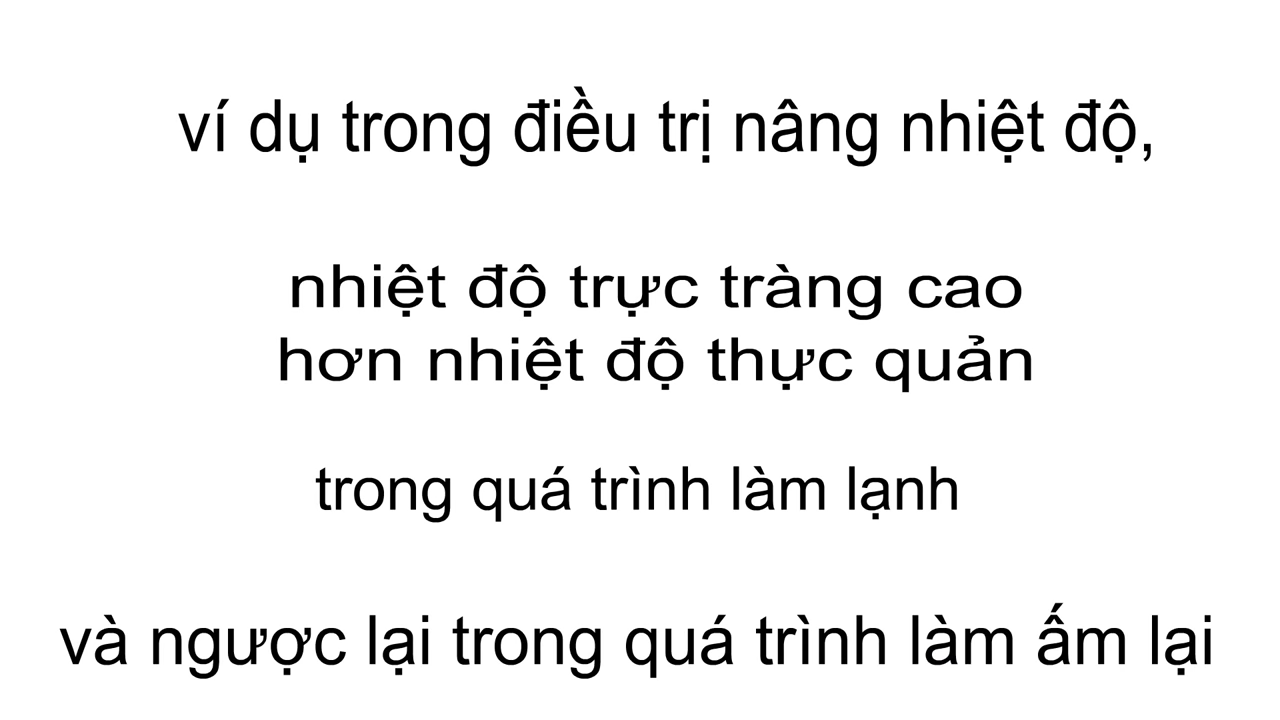 ví dụ trong điều trị nâng nhiệt độ,
nhiệt độ trực tràng cao
hơn nhiệt độ thực quản
trong quá trình làm lạnh
và ngược lại trong quá trình làm ấm lại